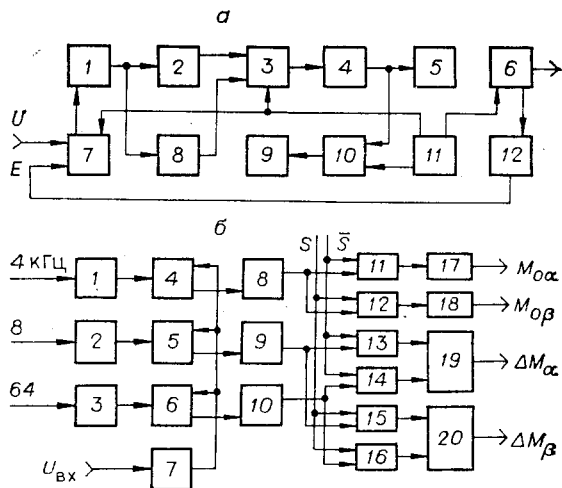 а
1 2 3 4 5 6
U
7 8 9 10 11 12
E
б
S S̅
4 кГц 1 4 8 11 17 M₀α
12 18 M₀β
8 2 5 9 13 19 ΔMα
14
64 3 6 10 15 20 ΔMβ
16
Uвх 7